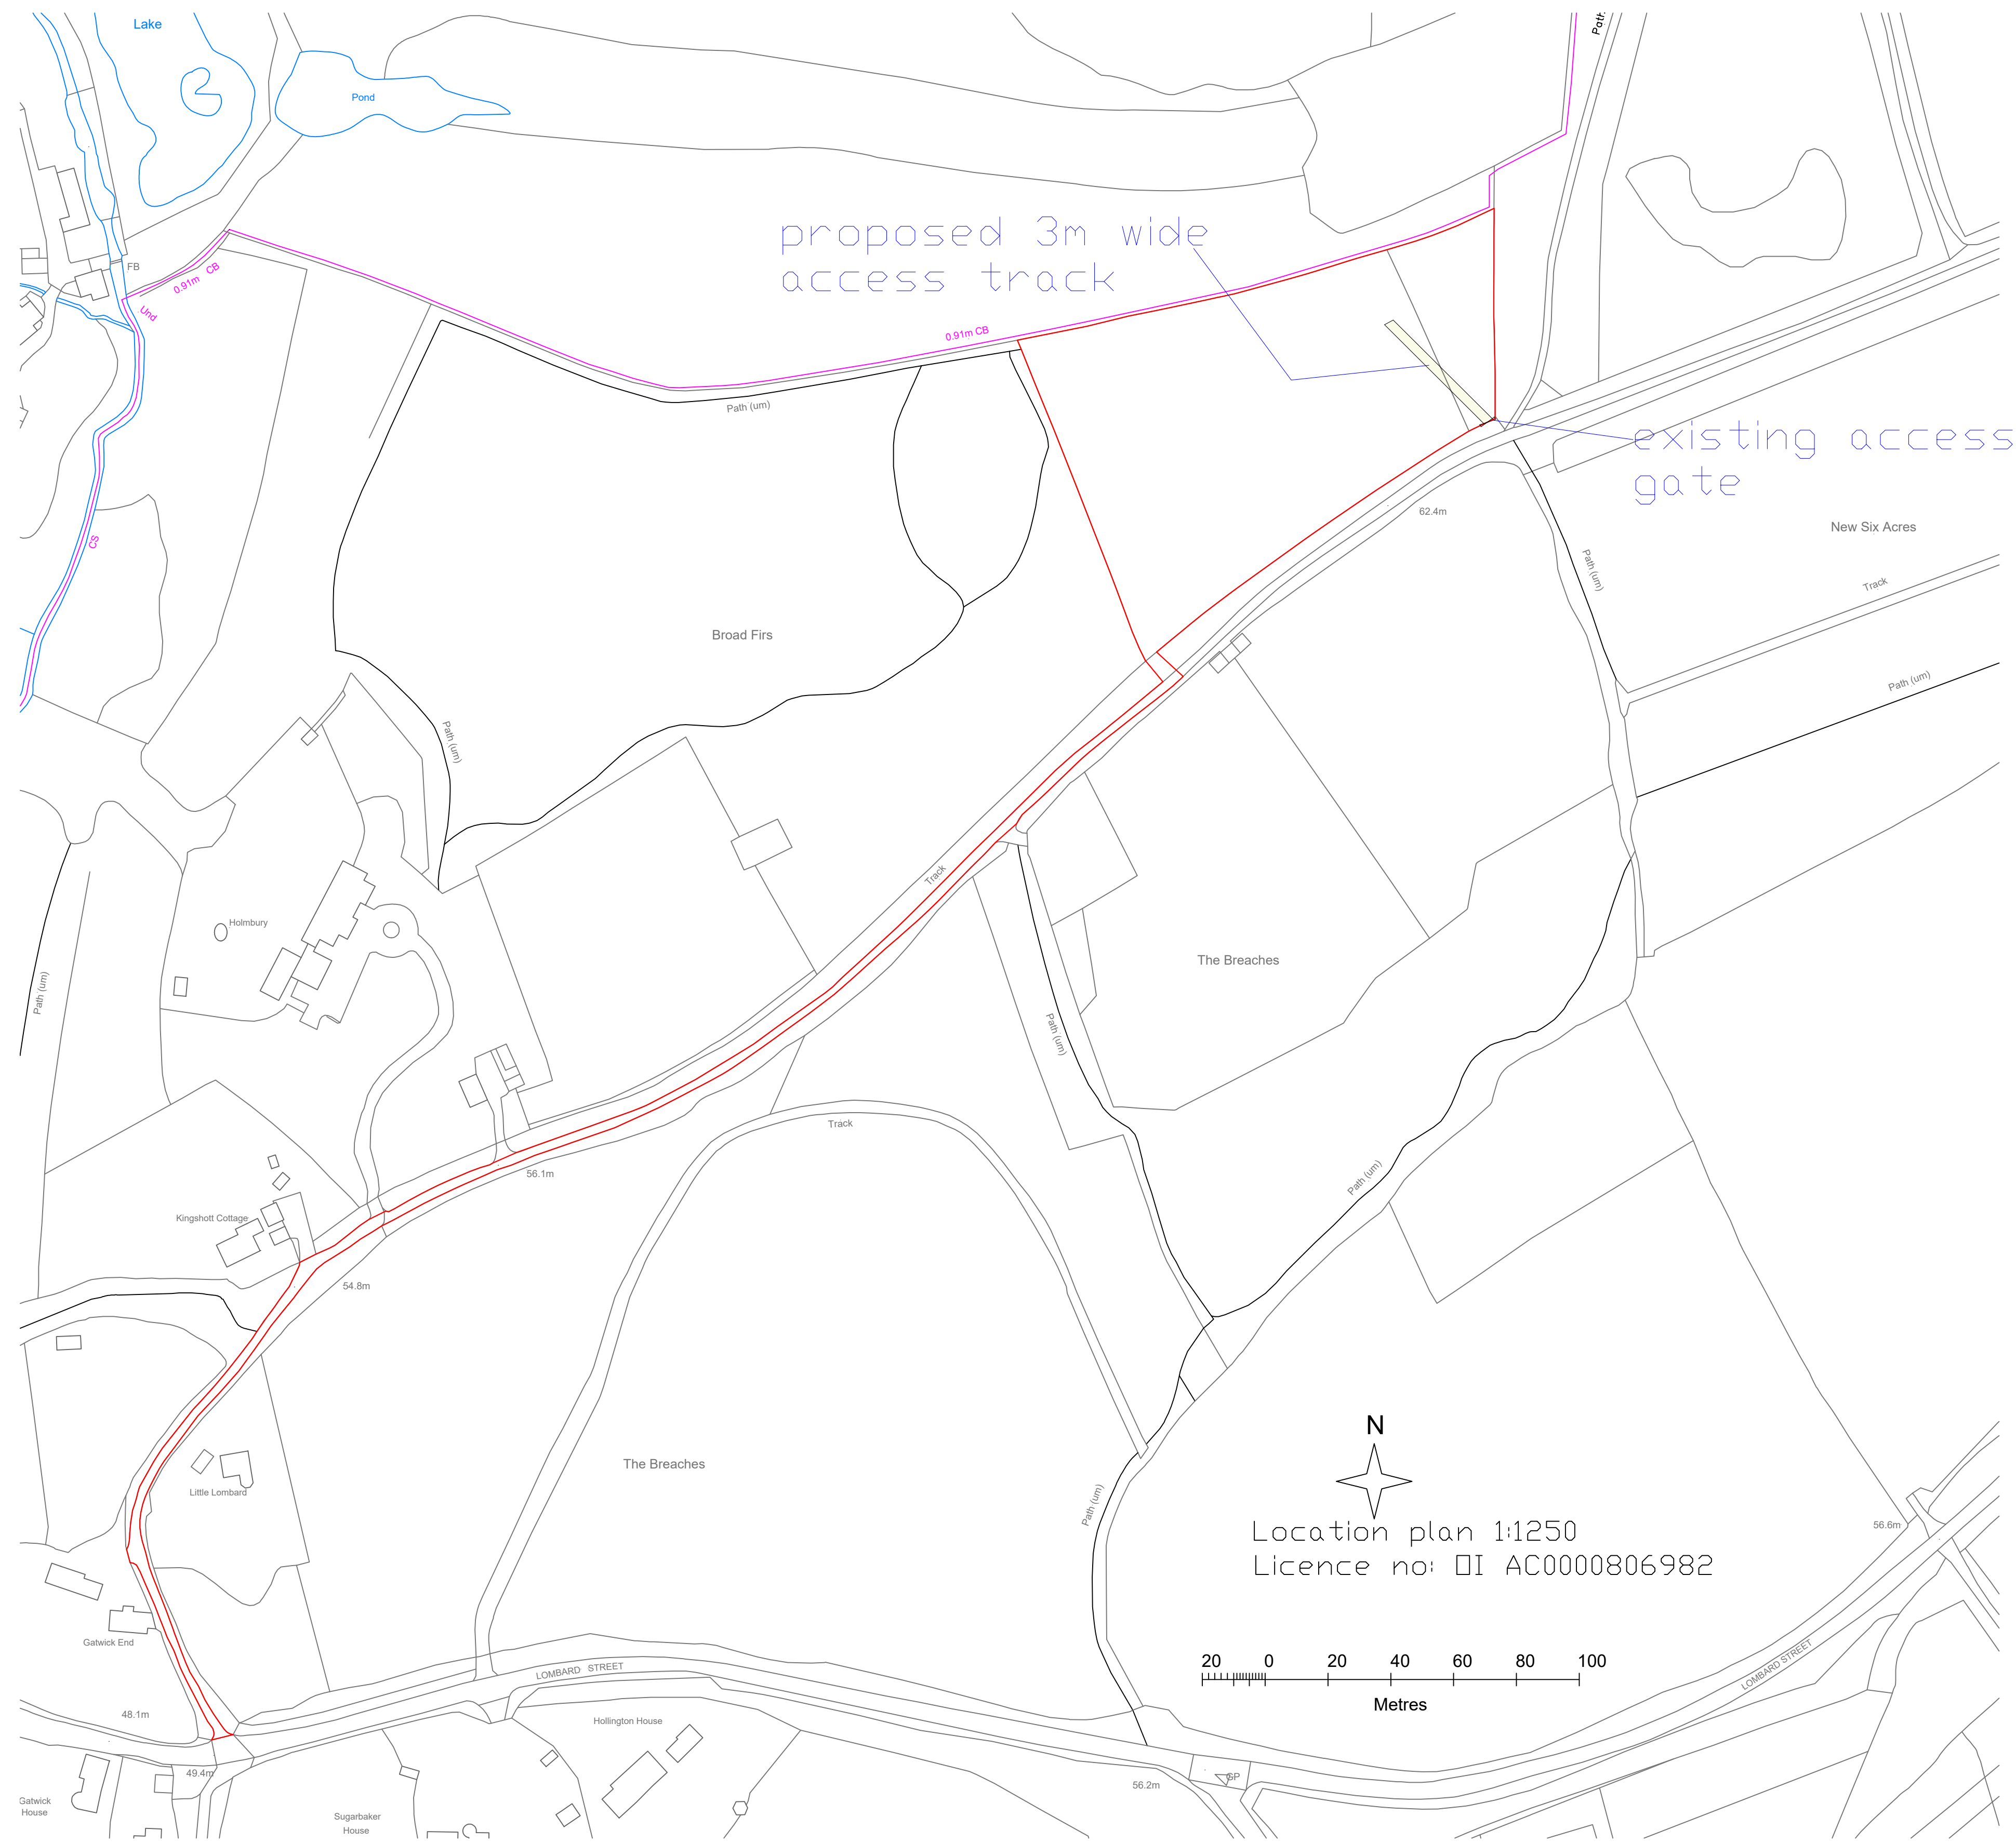 Lake
Path
Pond
proposed 3m wide
access track
FB
0.91m CB
Und
0.91m CB
Path (um)
existing access
gate
62.4m
New Six Acres
CS
Path (um)
Track
Broad Firs
Path (um)
Path (um)
Track
Holmbury
The Breaches
Path (um)
Path (um)
Track
56.1m
Path (um)
Kingshott Cottage
54.8m
N
The Breaches
Little Lombard
Path (um)
56.6m
Location plan 1:1250
Licence no: 0I AC0000806982
Gatwick End
LOMBARD STREET
20 0 20 40 60 80 100
Metres
LOMBARD STREET
48.1m
Hollington House
49.4m
GP
56.2m
Gatwick
House
Sugarbaker
House